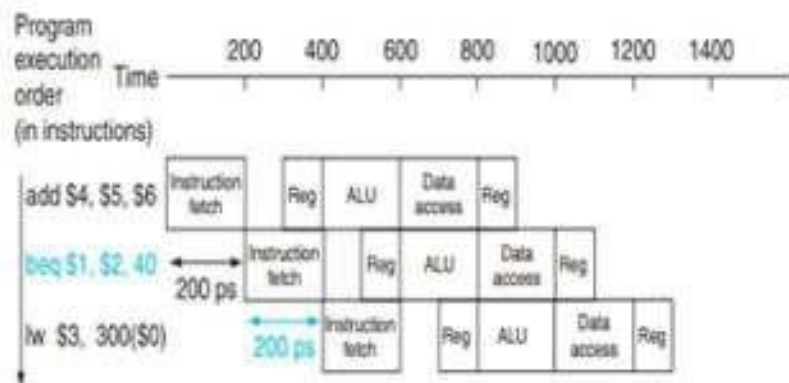 Program
execution
order
(in instructions)
Time
200 400 600 800 1000 1200 1400
add $4, $5, $6
Instruction
fetch
Reg
ALU
Data
access
Reg
beq $1, $2, 40
200 ps
Instruction
fetch
Reg
ALU
Data
access
Reg
lw $3, 300($0)
200 ps
Instruction
fetch
Reg
ALU
Data
access
Reg